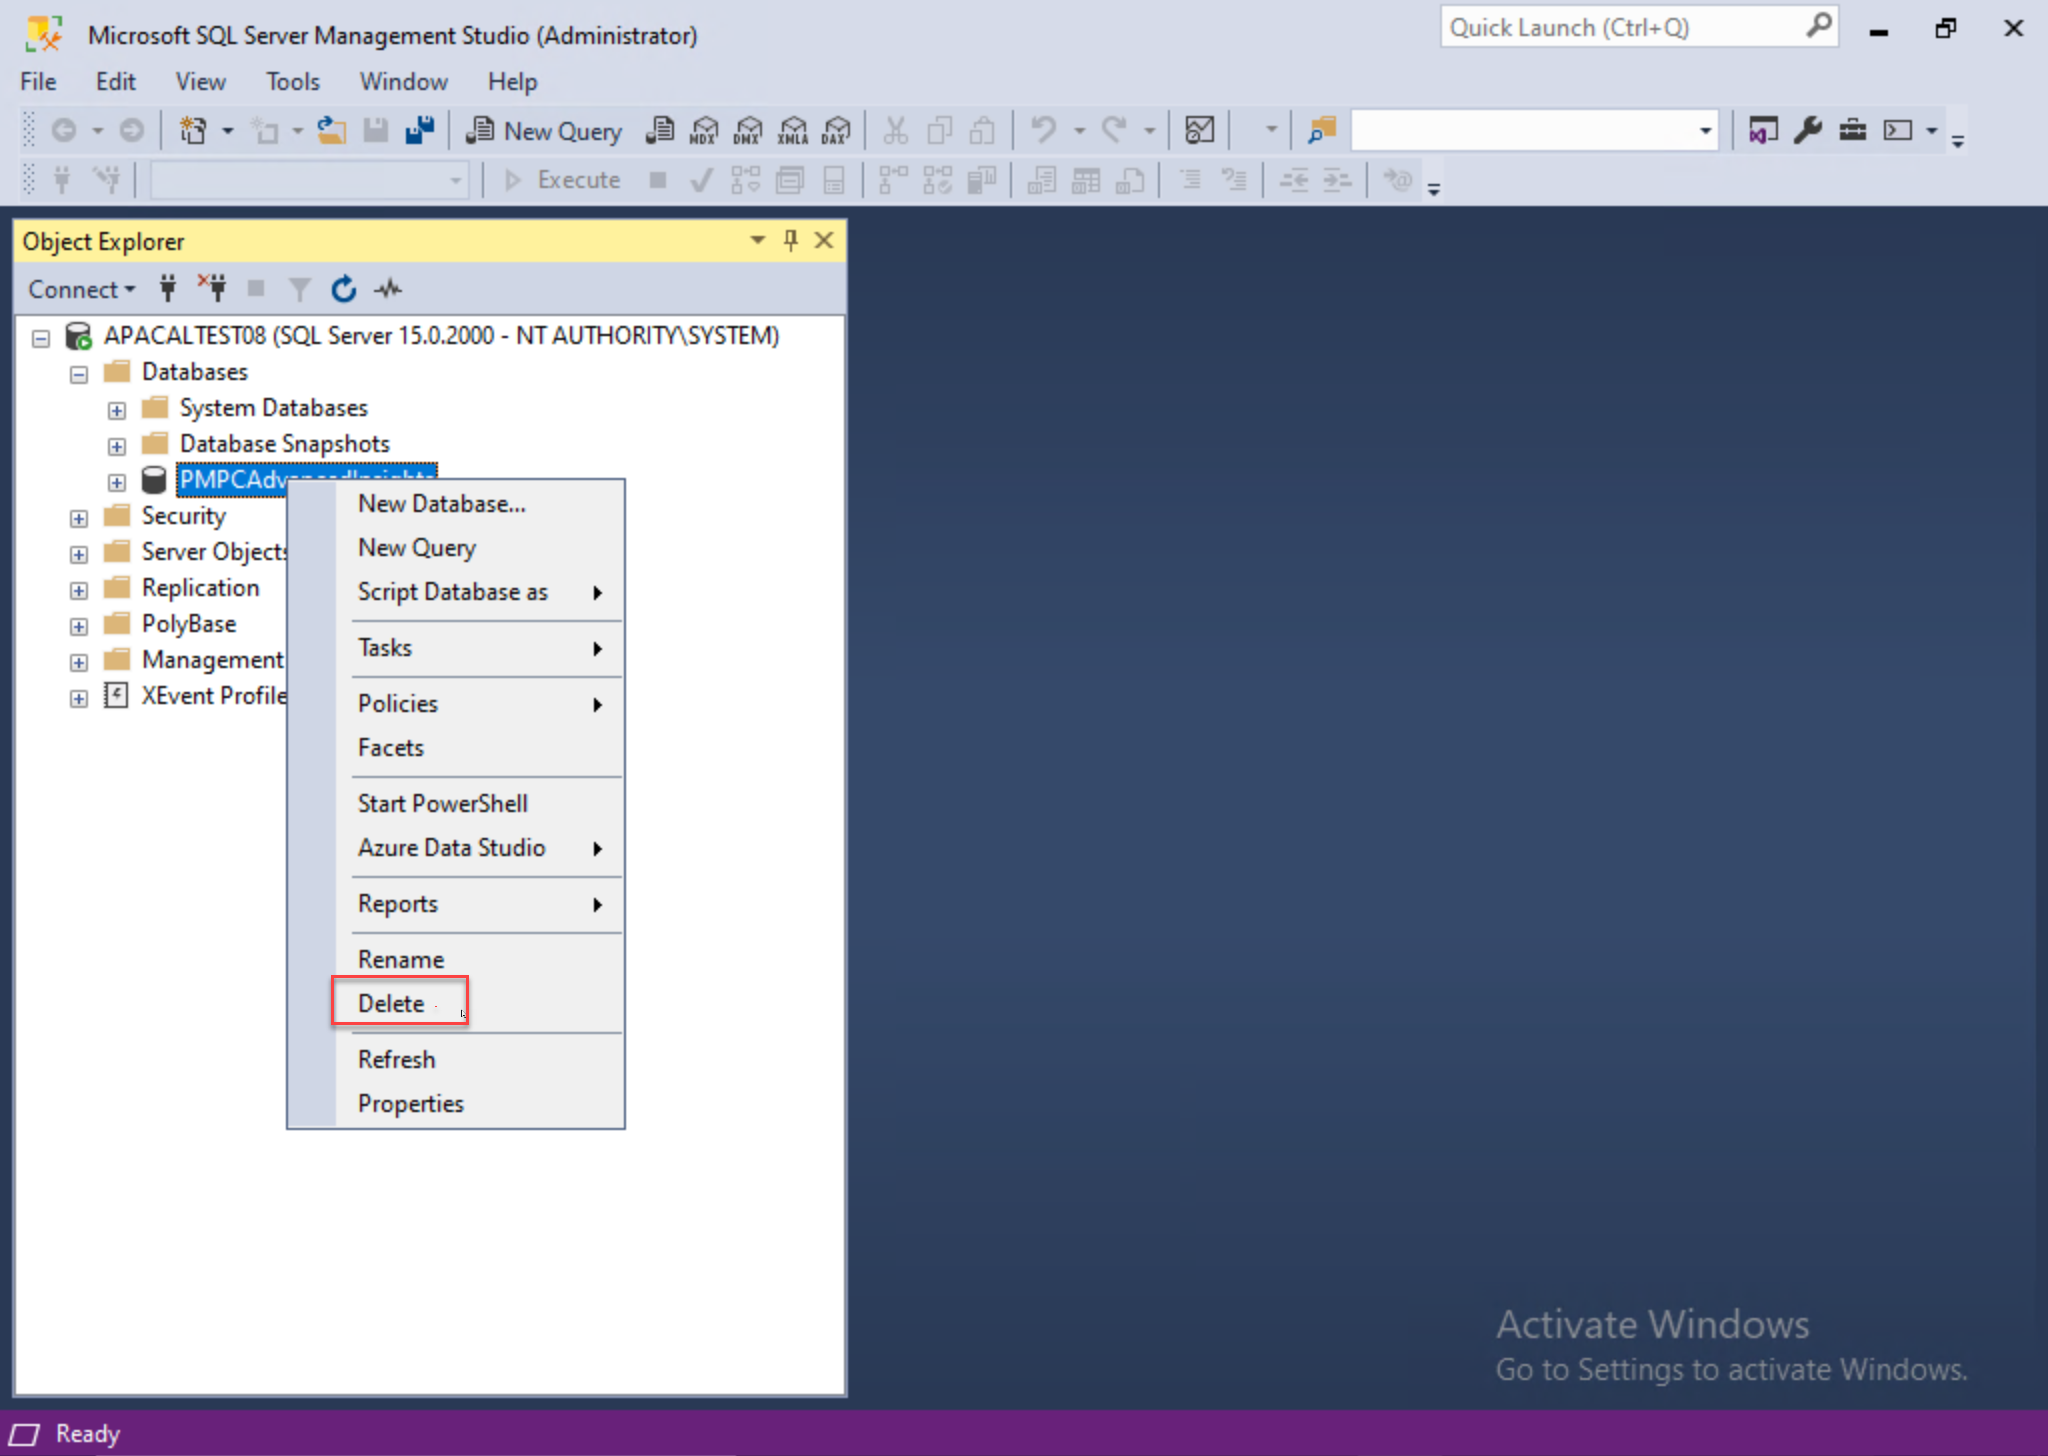 Microsoft SQL Server Management Studio (Administrator)
Quick Launch (Ctrl+Q)
File Edit View Tools Window Help
New Query MDX DMX XMLA DAX
Execute
Object Explorer
Connect
APACALTEST08 (SQL Server 15.0.2000 - NT AUTHORITY\SYSTEM)
Databases
System Databases
Database Snapshots
PMPCAdvancedInsights
Security
Server Objects
Replication
PolyBase
Management
XEvent Profile
New Database...
New Query
Script Database as
Tasks
Policies
Facets
Start PowerShell
Azure Data Studio
Reports
Rename
Delete
Refresh
Properties
Activate Windows
Go to Settings to activate Windows.
Ready